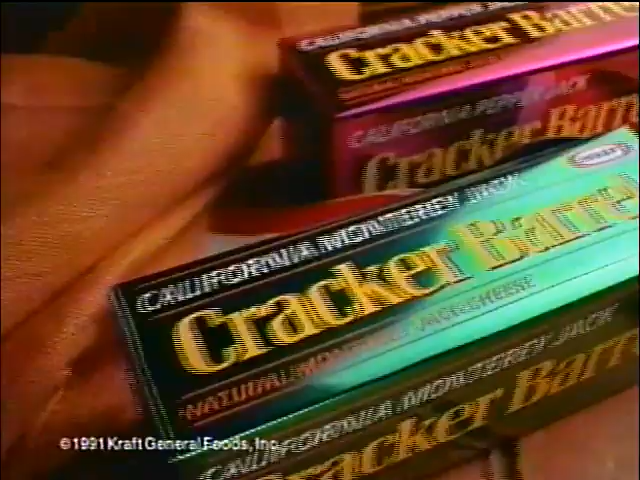 CALIFORNIA PEPPER JACK
Cracker Barrel
CALIFORNIA PEPPER JACK
Cracker Barrel
KRAFT
CALIFORNIA MONTEREY JACK
Cracker Barrel
NATURAL MONTEREY JACK CHEESE
CALIFORNIA MONTEREY JACK
Cracker Barrel
©1991 Kraft General Foods, Inc.